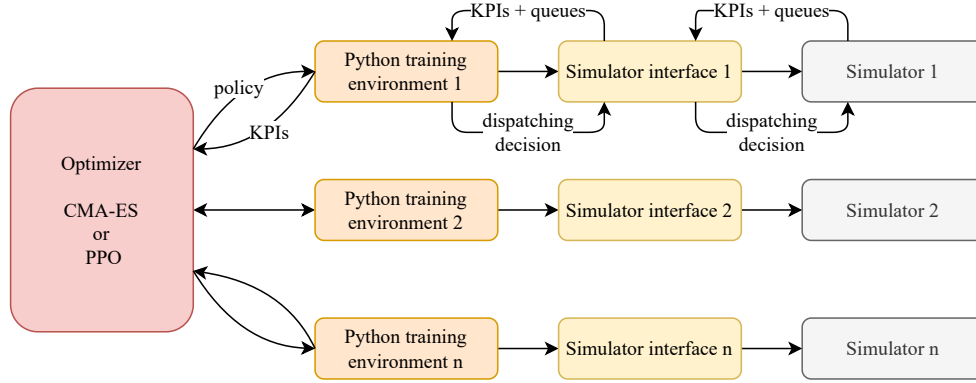 KPIs + queues
KPIs + queues
Python training
environment 1
Simulator interface 1
Simulator 1
policy
KPIs
dispatching
decision
dispatching
decision
Optimizer
CMA-ES
or
PPO
Python training
environment 2
Simulator interface 2
Simulator 2
Python training
environment n
Simulator interface n
Simulator n